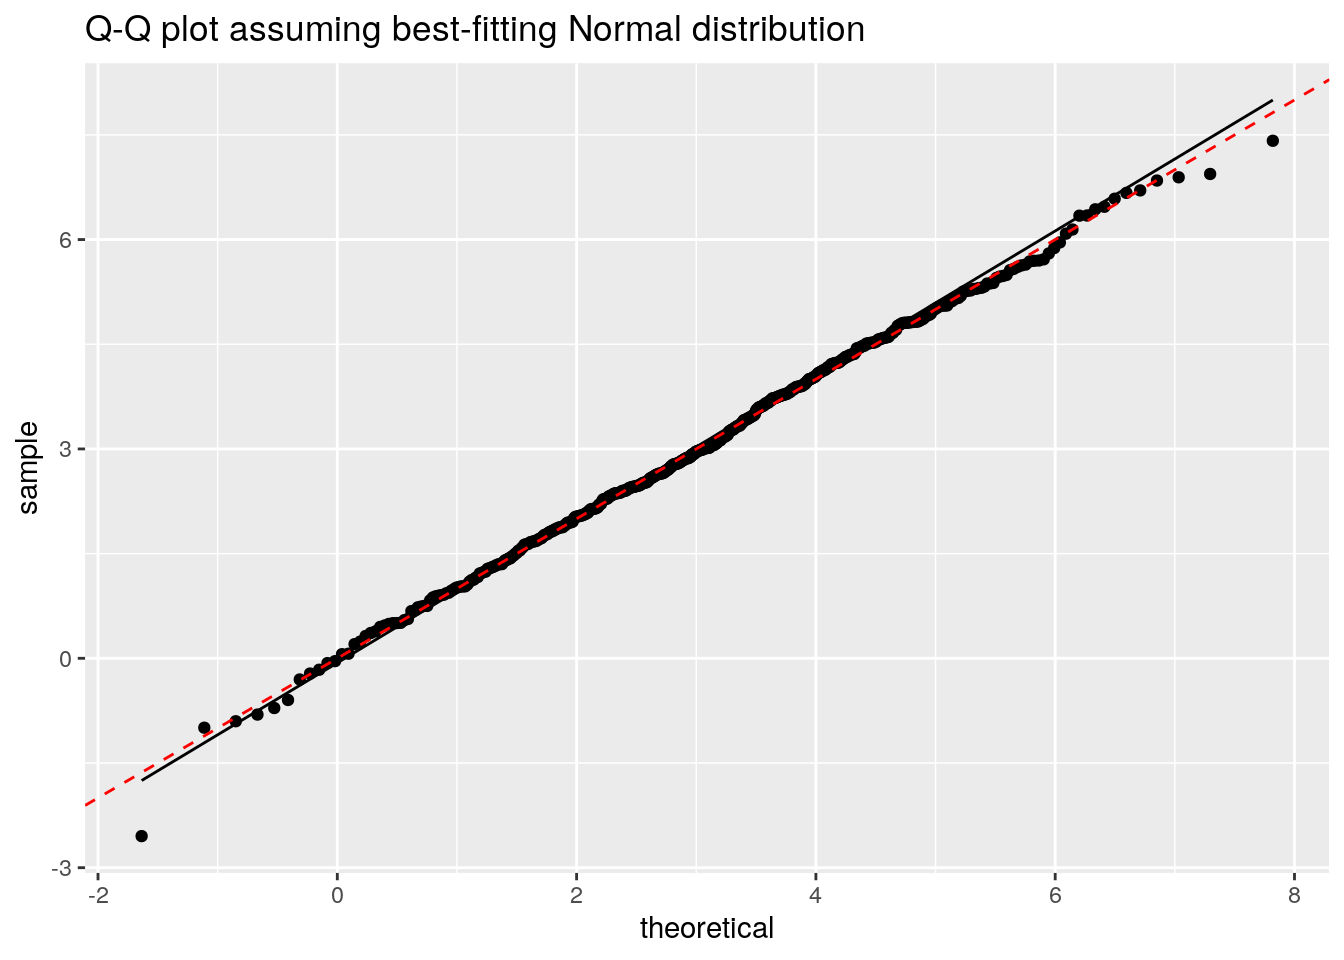 Q-Q plot assuming best-fitting Normal distribution
sample
6
3
0
-3
-2 0 2 4 6 8
theoretical